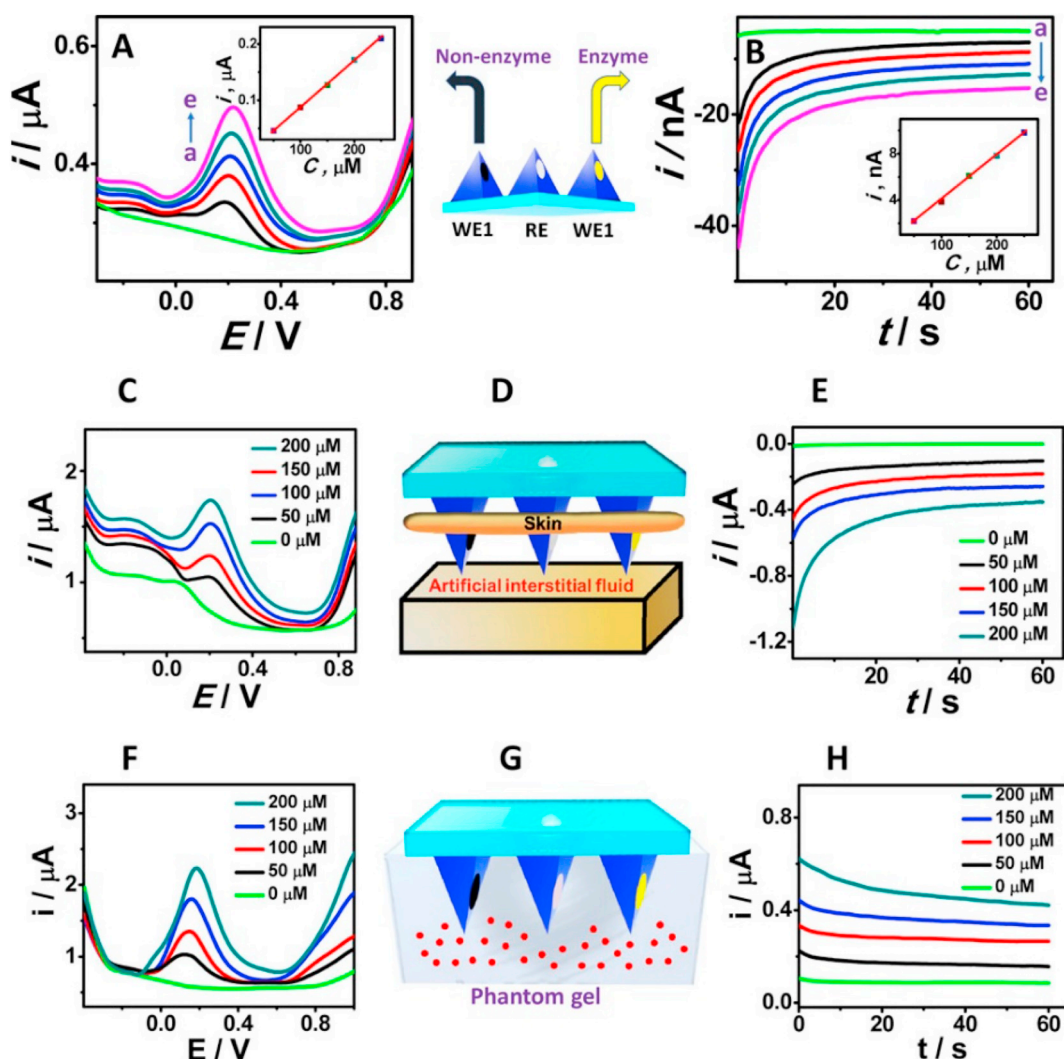 A
0.6
0.4
i / μA
0.0 0.4 0.8
E / V
e
a
0.2
0.1
i, μA
100 200
C , μM
Non-enzyme Enzyme
WE1 RE WE1
B
a
e
-20
-40
i / nA
0 20 40 60
t / s
8
4
i , nA
100 200
C , μM
C
2
1
i / μA
200 μM
150 μM
100 μM
50 μM
0 μM
0.0 0.4 0.8
E / V
D
Skin
Artificial interstitial fluid
E
0.0
-0.4
-0.8
-1.2
i / μA
0 μM
50 μM
100 μM
150 μM
200 μM
20 40 60
t / s
F
3
2
1
i / μA
200 μM
150 μM
100 μM
50 μM
0 μM
0.0 0.4 0.8
E / V
G
Phantom gel
H
0.8
0.4
0.0
i / μA
200 μM
150 μM
100 μM
50 μM
0 μM
0 20 40 60
t / s